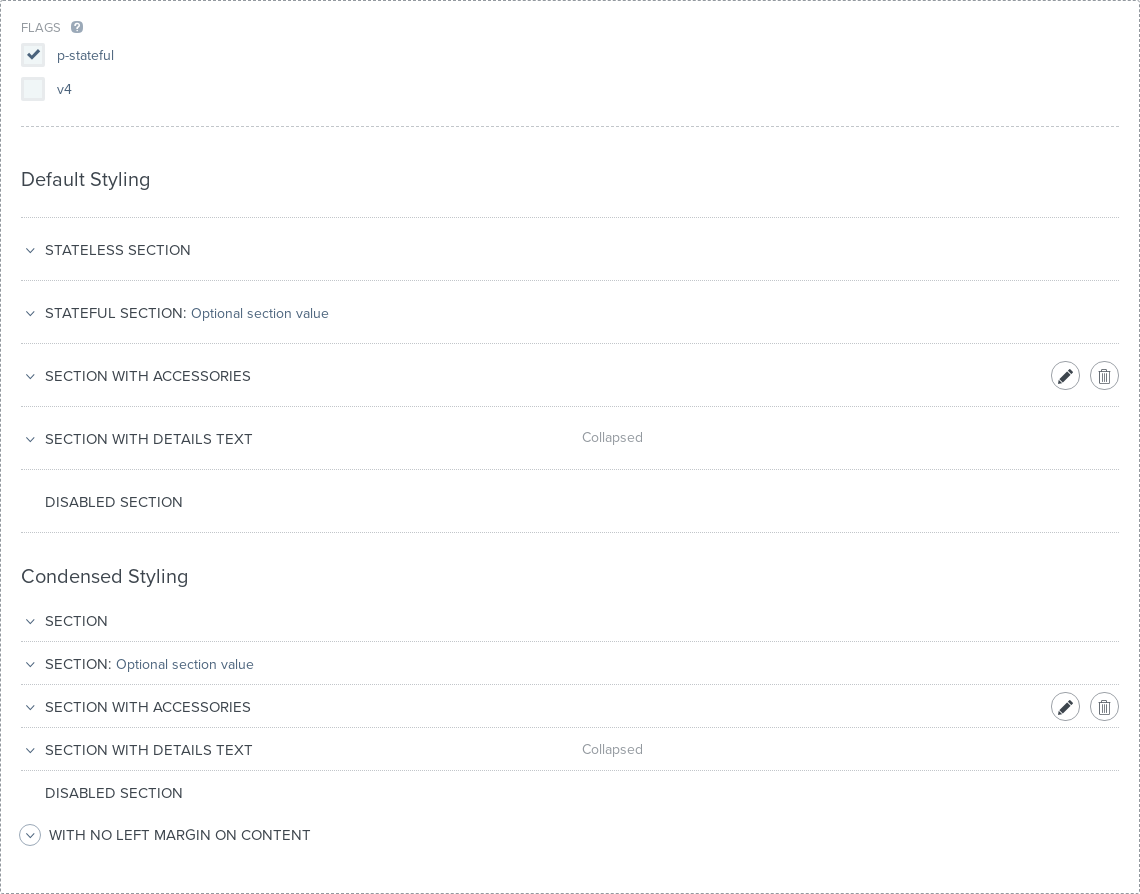 FLAGS ?
p-stateful
v4
Default Styling
STATELESS SECTION
STATEFUL SECTION: Optional section value
SECTION WITH ACCESSORIES
SECTION WITH DETAILS TEXT Collapsed
DISABLED SECTION
Condensed Styling
SECTION
SECTION: Optional section value
SECTION WITH ACCESSORIES
SECTION WITH DETAILS TEXT Collapsed
DISABLED SECTION
WITH NO LEFT MARGIN ON CONTENT